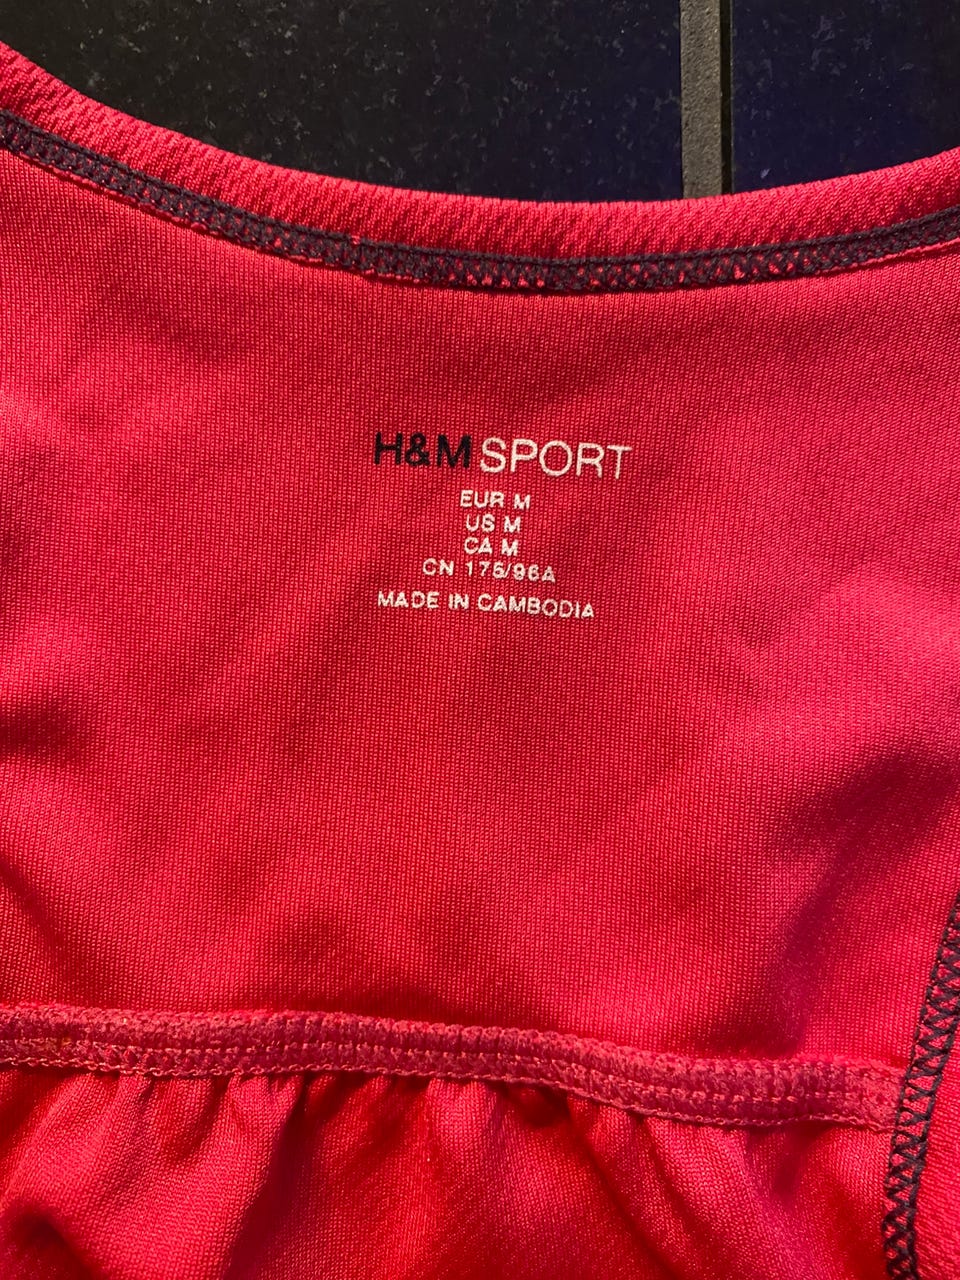 H&M SPORT
EUR M
US M
CA M
CN 175/96A
MADE IN CAMBODIA